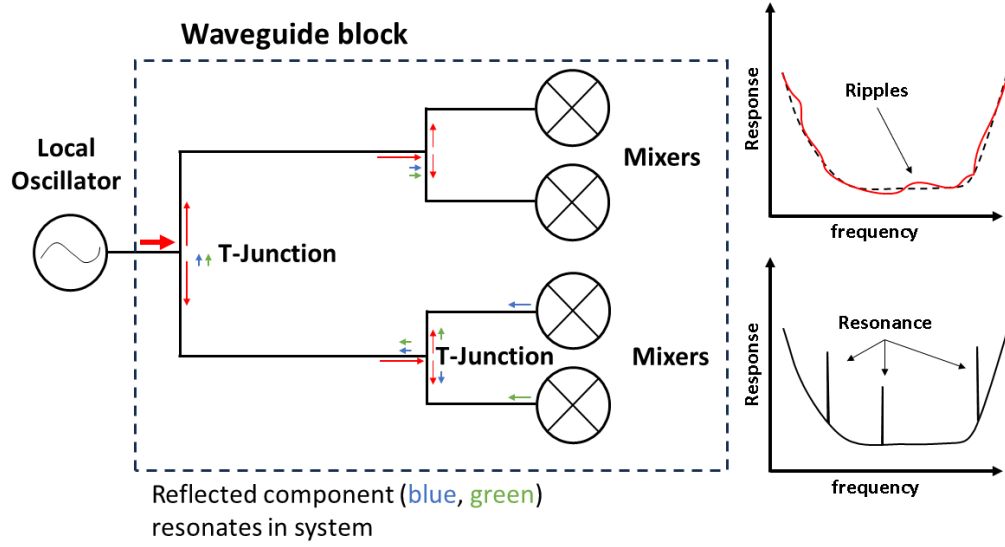 Waveguide block
Local
Oscillator
T-Junction
Mixers
T-Junction
Mixers
Reflected component (blue, green)
resonates in system
Response
Ripples
frequency
Response
Resonance
frequency